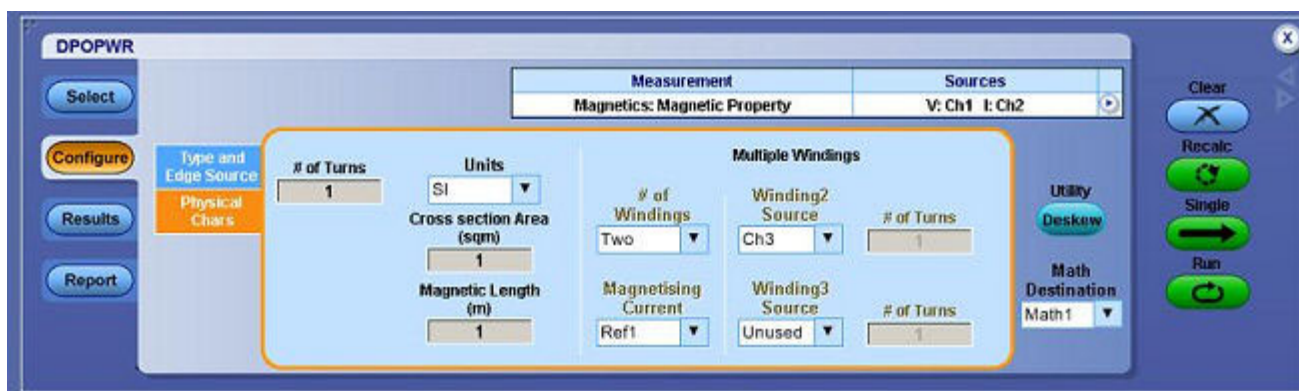 DPOPWR
X
Select
Configure
Results
Report
Measurement Sources
Magnetics: Magnetic Property V: Ch1 I: Ch2
Type and
Edge Source
Physical
Chars
# of Turns
1
Units
SI
Cross section Area
(sqm)
1
Magnetic Length
(m)
1
Multiple Windings
# of
Windings
Two
Winding2
Source
Ch3
# of Turns
1
Magnetising
Current
Ref1
Winding3
Source
Unused
# of Turns
1
Utility
Deskew
Math
Destination
Math1
Clear
Recalc
Single
Run